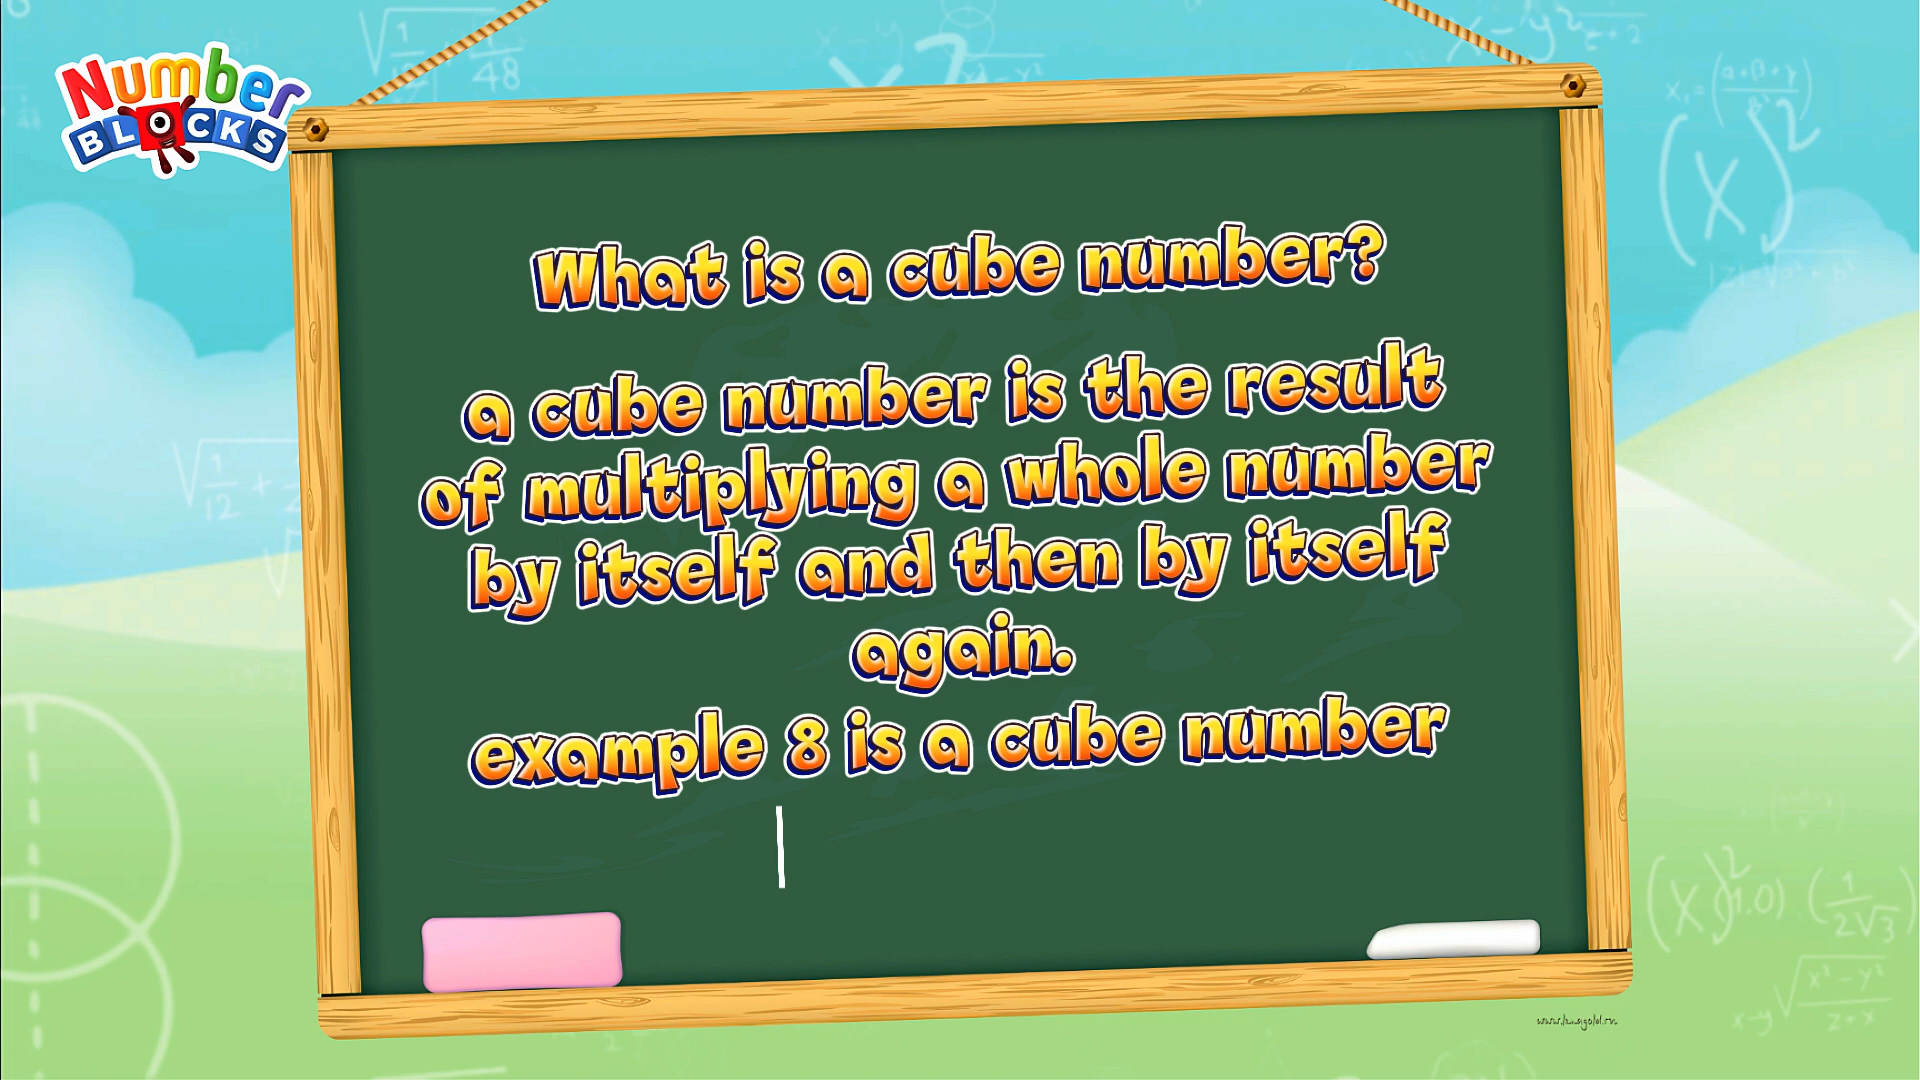 Number
BLOCKS
What is a cube number?
a cube number is the result
of multiplying a whole number
by itself and then by itself
again.
example 8 is a cube number